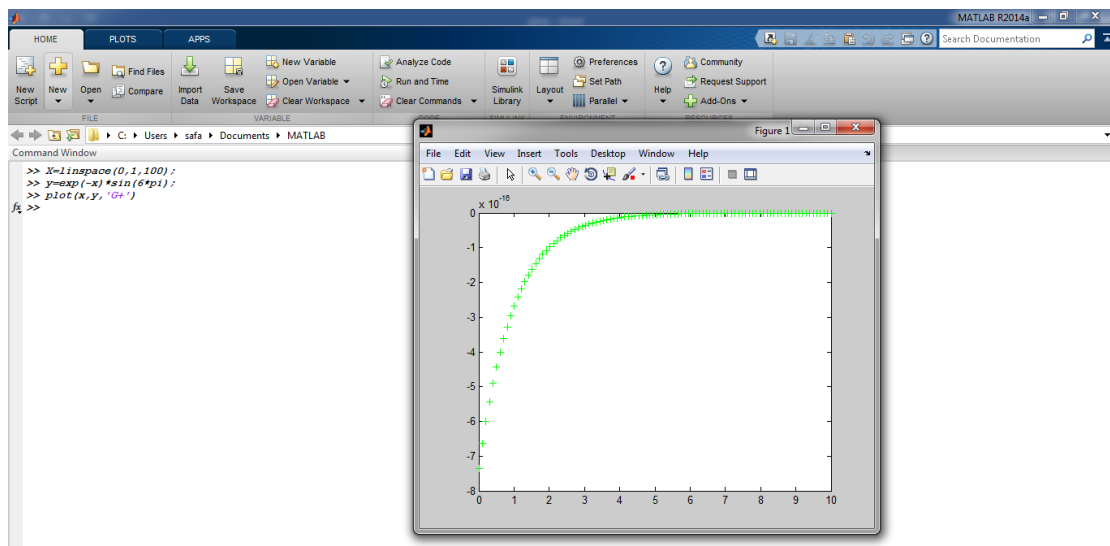 MATLAB R2014a
HOME PLOTS APPS
Search Documentation
New Script
New
Open
Find Files
Compare
Import Data
Save Workspace
New Variable
Open Variable
Clear Workspace
Analyze Code
Run and Time
Clear Commands
Simulink Library
Layout
Preferences
Set Path
Parallel
Help
Community
Request Support
Add-Ons
FILE VARIABLE CODE SIMULINK ENVIRONMENT RESOURCES
C: Users safa Documents MATLAB
Command Window
>> X=linspace(0,1,100);
>> y=exp(-x)*sin(6*pi);
>> plot(x,y,'G+')
fx >>
Figure 1
File Edit View Insert Tools Desktop Window Help
x 10^-16
0
-1
-2
-3
-4
-5
-6
-7
-8
0 1 2 3 4 5 6 7 8 9 10